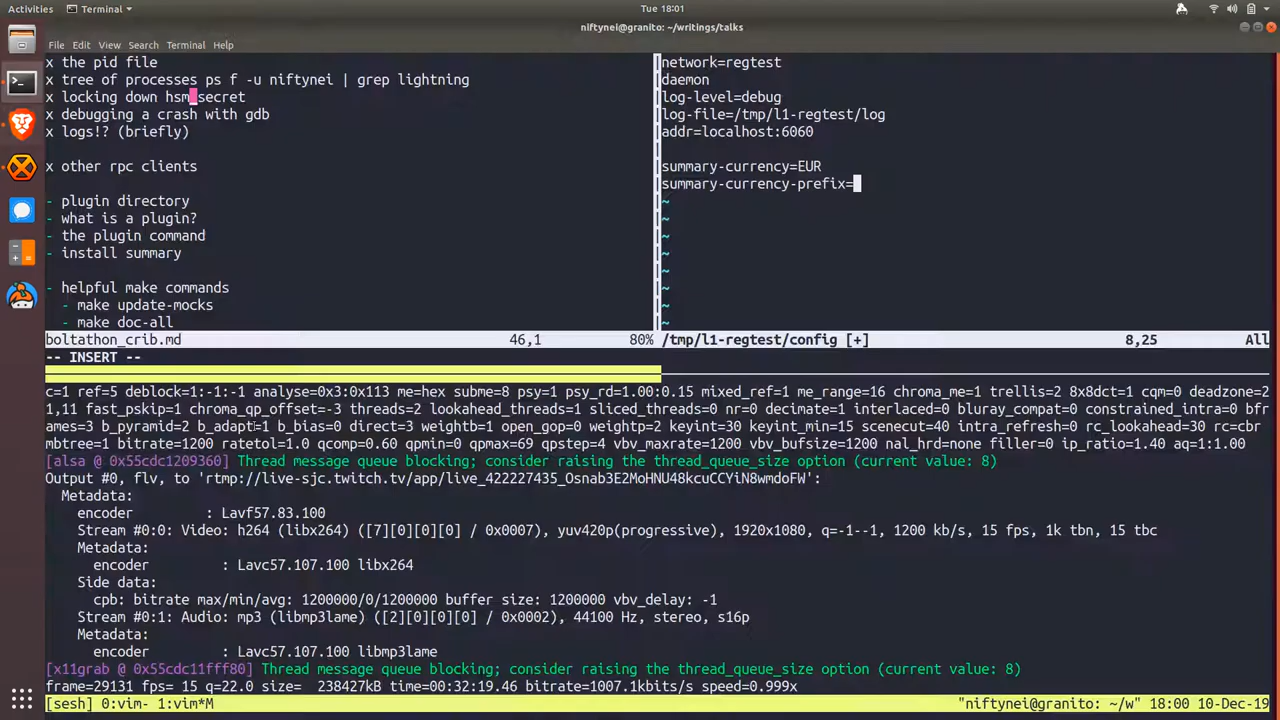 Activities Terminal Tue 18:01
niftynei@granito: ~/writings/talks
File Edit View Search Terminal Help
x the pid file
x tree of processes ps f -u niftynei | grep lightning
x locking down hsm secret
x debugging a crash with gdb
x logs!? (briefly)
x other rpc clients
- plugin directory
- what is a plugin?
- the plugin command
- install summary
- helpful make commands
- make update-mocks
- make doc-all
boltathon_crib.md 46,1 80%
network=regtest
daemon
log-level=debug
log-file=/tmp/l1-regtest/log
addr=localhost:6060
summary-currency=EUR
summary-currency-prefix=
~
~
~
~
~
~
~
~
/tmp/l1-regtest/config [+] 8,25 All
-- INSERT --
c=1 ref=5 deblock=1:-1:-1 analyse=0x3:0x113 me=hex subme=8 psy=1 psy_rd=1.00:0.15 mixed_ref=1 me_range=16 chroma_me=1 trellis=2 8x8dct=1 cqm=0 deadzone=2
1,11 fast_pskip=1 chroma_qp_offset=-3 threads=2 lookahead_threads=1 sliced_threads=0 nr=0 decimate=1 interlaced=0 bluray_compat=0 constrained_intra=0 bfr
ames=3 b_pyramid=2 b_adapt=1 b_bias=0 direct=3 weightb=1 open_gop=0 weightp=2 keyint=30 keyint_min=15 scenecut=40 intra_refresh=0 rc_lookahead=30 rc=cbr
mbtree=1 bitrate=1200 ratetol=1.0 qcomp=0.60 qpmin=0 qpmax=69 qpstep=4 vbv_maxrate=1200 vbv_bufsize=1200 nal_hrd=none filler=0 ip_ratio=1.40 aq=1:1.00
[alsa @ 0x55cdc1209360] Thread message queue blocking; consider raising the thread_queue_size option (current value: 8)
Output #0, flv, to 'rtmp://live-sjc.twitch.tv/app/live_422227435_Osnab3E2MoHNU48kcuCCYiN8wmdoFW':
Metadata:
encoder : Lavf57.83.100
Stream #0:0: Video: h264 (libx264) ([7][0][0][0] / 0x0007), yuv420p(progressive), 1920x1080, q=-1--1, 1200 kb/s, 15 fps, 1k tbn, 15 tbc
Metadata:
encoder : Lavc57.107.100 libx264
Side data:
cpb: bitrate max/min/avg: 1200000/0/1200000 buffer size: 1200000 vbv_delay: -1
Stream #0:1: Audio: mp3 (libmp3lame) ([2][0][0][0] / 0x0002), 44100 Hz, stereo, s16p
Metadata:
encoder : Lavc57.107.100 libmp3lame
[x11grab @ 0x55cdc11fff80] Thread message queue blocking; consider raising the thread_queue_size option (current value: 8)
frame=29131 fps= 15 q=22.0 size= 238427kB time=00:32:19.46 bitrate=1007.1kbits/s speed=0.999x
[sesh] 0:vim- 1:vim*M "niftynei@granito: ~/w" 18:00 10-Dec-19